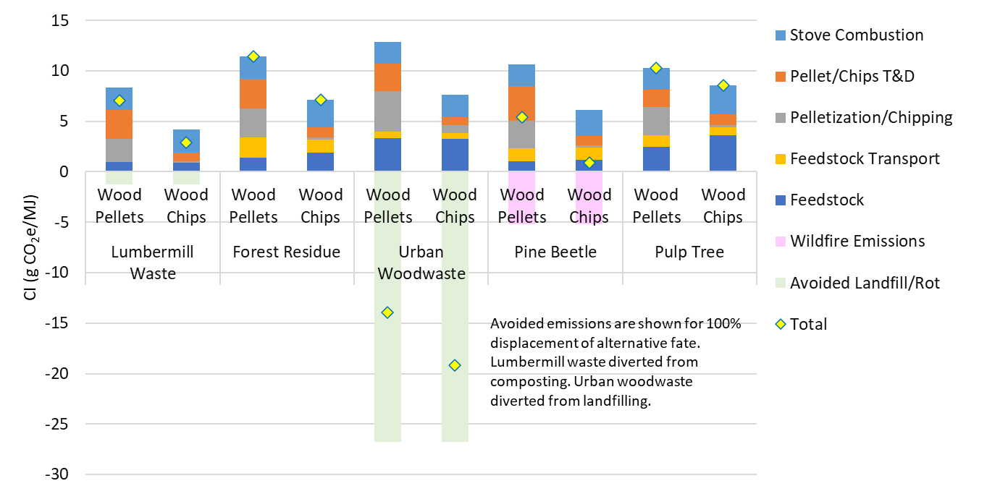 15
10
5
0
-5
-10
-15
-20
-25
-30
CI (g CO₂e/MJ)
Wood Pellets
Wood Chips
Wood Pellets
Wood Chips
Wood Pellets
Wood Chips
Wood Pellets
Wood Chips
Wood Pellets
Wood Chips
Lumbermill
Waste
Forest Residue
Urban
Woodwaste
Pine Beetle
Pulp Tree
Avoided emissions are shown for 100%
displacement of alternative fate.
Lumbermill waste diverted from
composting. Urban woodwaste
diverted from landfilling.
Stove Combustion
Pellet/Chips T&D
Pelletization/Chipping
Feedstock Transport
Feedstock
Wildfire Emissions
Avoided Landfill/Rot
Total